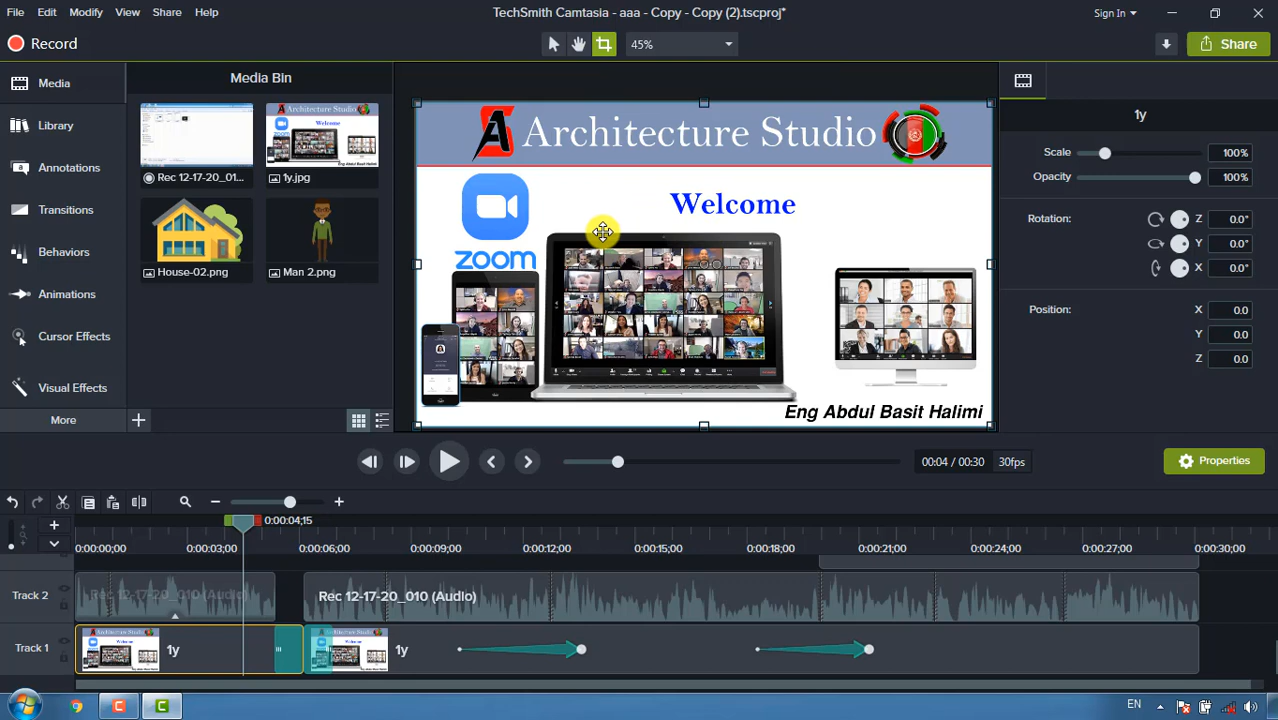 File Edit Modify View Share Help
TechSmith Camtasia - aaa - Copy - Copy (2).tscproj*
Sign In
Record
45%
Share
Media
Library
Annotations
Transitions
Behaviors
Animations
Cursor Effects
Visual Effects
More
Media Bin
Rec 12-17-20_01...
1y.jpg
House-02.png
Man 2.png
Architecture Studio
Welcome
zoom
Eng Abdul Basit Halimi
1y
Scale 100%
Opacity 100%
Rotation: Z 0.0°
Y 0.0°
X 0.0°
Position: X 0.0
Y 0.0
Z 0.0
00:04 / 00:30 30fps
Properties
0:00:04;15
0:00:00;00 0:00:03;00 0:00:06;00 0:00:09;00 0:00:12;00 0:00:15;00 0:00:18;00 0:00:21;00 0:00:24;00 0:00:27;00 0:00:30;00
Track 2
Rec 12-17-20_010 (Audio)
Rec 12-17-20_010 (Audio)
Track 1
1y
1y
EN